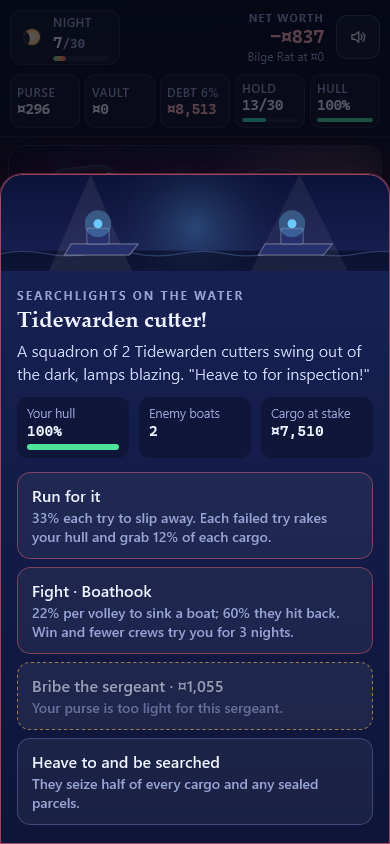 NIGHT
7/30
NET WORTH
−¤837
Bilge Rat at ¤0
PURSE
¤296
VAULT
¤0
DEBT 6%
¤8,513
HOLD
13/30
HULL
100%
SEARCHLIGHTS ON THE WATER
Tidewarden cutter!
A squadron of 2 Tidewarden cutters swing out of
the dark, lamps blazing. "Heave to for inspection!"
Your hull
100%
Enemy boats
2
Cargo at stake
¤7,510
Run for it
33% each try to slip away. Each failed try rakes
your hull and grab 12% of each cargo.
Fight · Boathook
22% per volley to sink a boat; 60% they hit back.
Win and fewer crews try you for 3 nights.
Bribe the sergeant · ¤1,055
Your purse is too light for this sergeant.
Heave to and be searched
They seize half of every cargo and any sealed
parcels.